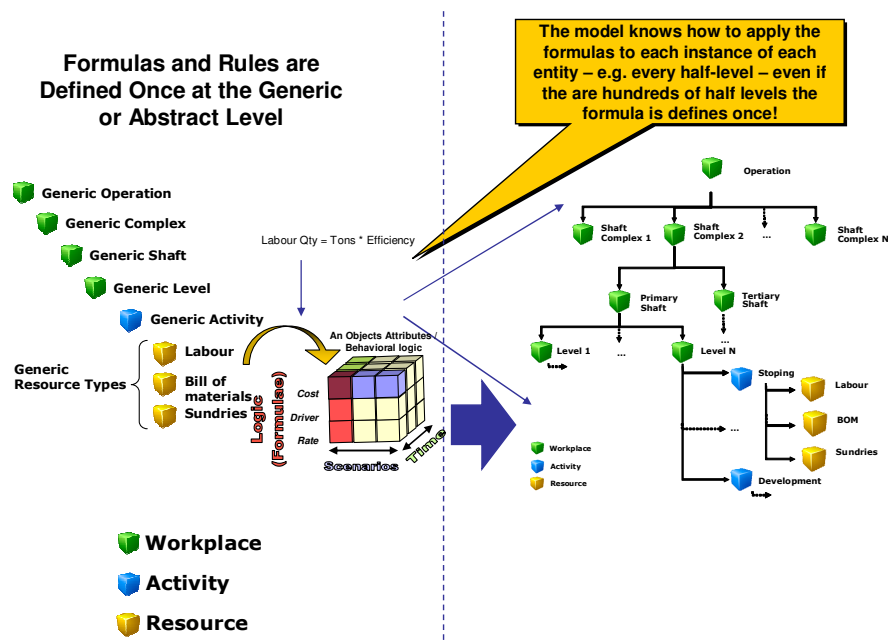 Formulas and Rules are
Defined Once at the Generic
or Abstract Level
The model knows how to apply the
formulas to each instance of each
entity – e.g. every half-level – even if
the are hundreds of half levels the
formula is defines once!
Generic Operation
Generic Complex
Generic Shaft
Generic Level
Generic Activity
Generic
Resource Types
Labour
Bill of
materials
Sundries
Labour Qty = Tons * Efficiency
An Objects Attributes /
Behavioral logic
Logic
(Formulae)
Cost
Driver
Rate
Scenarios
Time
Operation
Shaft
Complex 1
Shaft
Complex 2
...
Shaft
Complex N
Primary
Shaft
Tertiary
Shaft
Level 1
...
Level N
...
Stoping
Labour
...
BOM
Sundries
Development
Workplace
Activity
Resource
Workplace
Activity
Resource